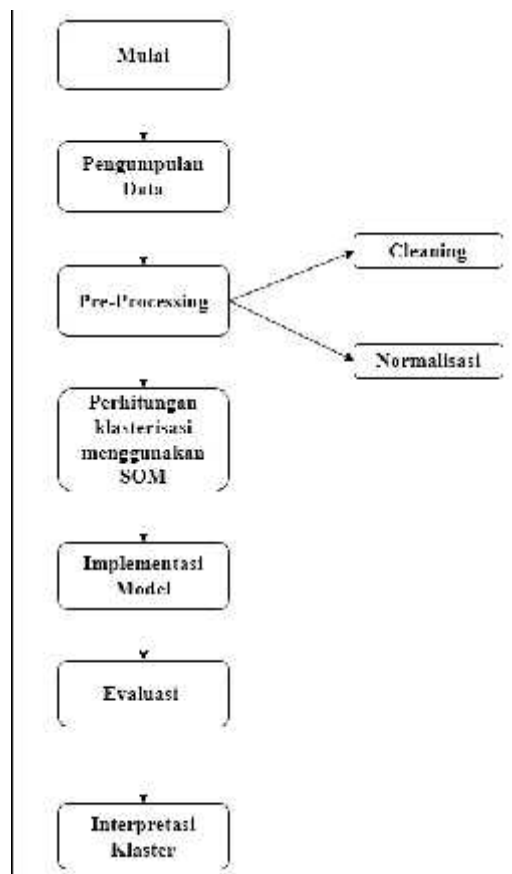 Mulai
Pengumpulan
Data
Cleaning
Pre-Processing
Normalisasi
Perhitungan
klasterisasi
menggunakan
SOM
Implementasi
Model
Evaluasi
Interpretasi
Klaster